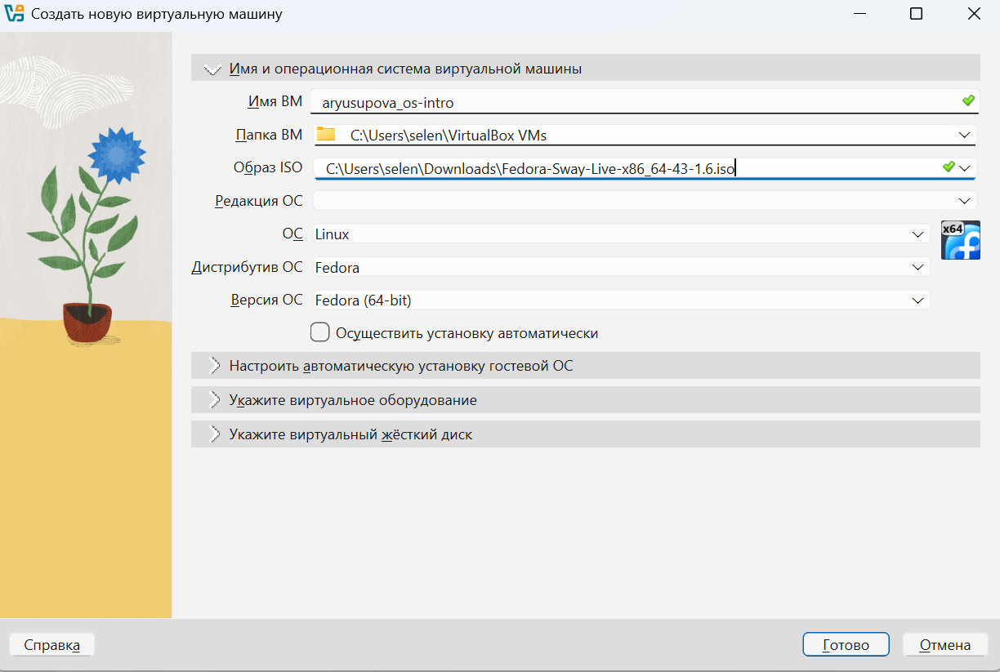 Создать новую виртуальную машину
Имя и операционная система виртуальной машины
Имя ВМ aryusupova_os-intro
Папка ВМ C:\Users\selen\VirtualBox VMs
Образ ISO C:\Users\selen\Downloads\Fedora-Sway-Live-x86_64-43-1.6.iso
Редакция ОС
ОС Linux x64
Дистрибутив ОС Fedora
Версия ОС Fedora (64-bit)
Осуществить установку автоматически
Настроить автоматическую установку гостевой ОС
Укажите виртуальное оборудование
Укажите виртуальный жёсткий диск
Справка Готово Отмена